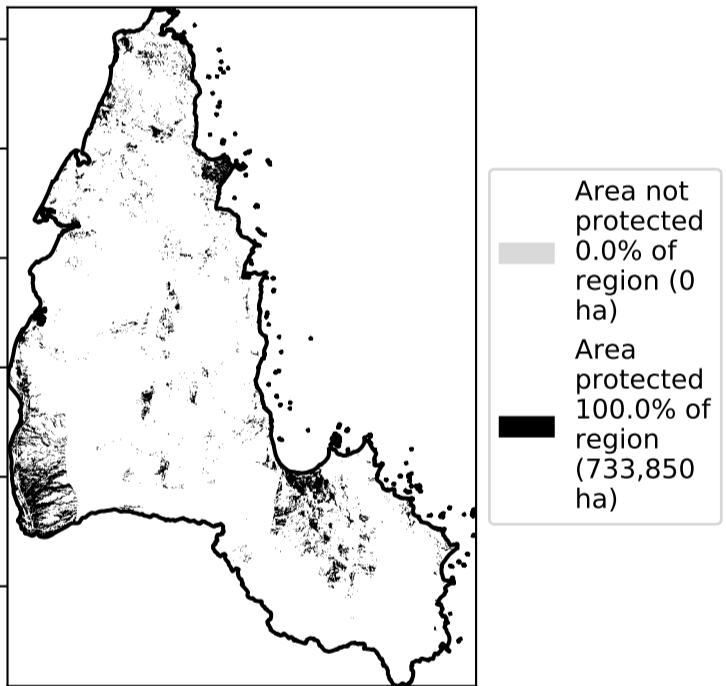 Area not
protected
0.0% of
region (0
ha)
Area
protected
100.0% of
region
(733,850
ha)